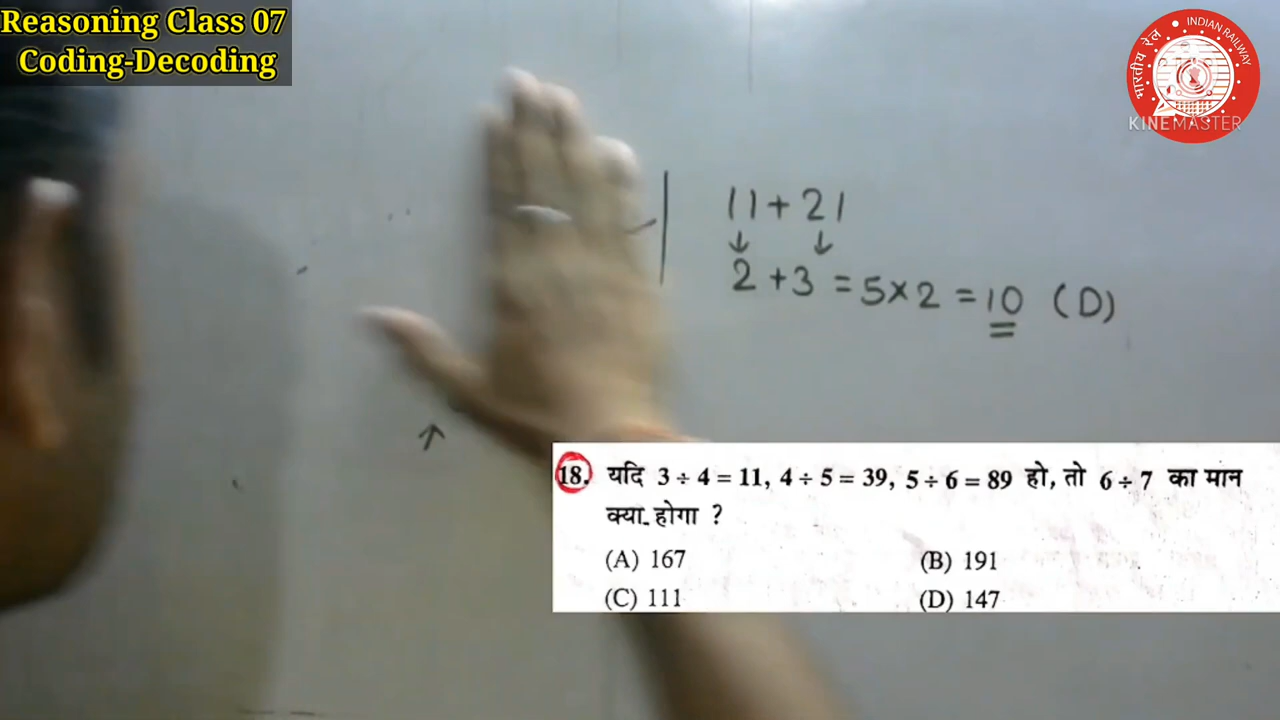 Reasoning Class 07
Coding-Decoding
भारतीय रेल INDIAN RAILWAY
KINEMASTER
11 + 21
↓ ↓
2 + 3 = 5 × 2 = 10 (D)
↑
18. यदि 3 ÷ 4 = 11, 4 ÷ 5 = 39, 5 ÷ 6 = 89 हो, तो 6 ÷ 7 का मान
क्या होगा ?
(A) 167 (B) 191
(C) 111 (D) 147